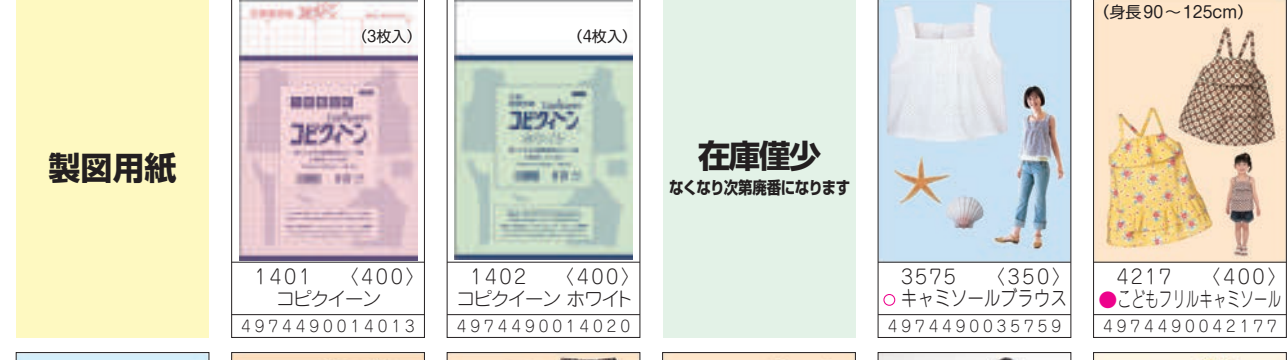 製図用紙
(3枚入)
コピクイーン
1401 〈400〉
コピクイーン
4974490014013
(4枚入)
コピクイーン
ホワイト
1402 〈400〉
コピクイーン ホワイト
4974490014020
在庫僅少
なくなり次第廃番になります
3575 〈350〉
○キャミソールブラウス
4974490035759
(身長90～125cm)
4217 〈400〉
●こどもフリルキャミソール
4974490042177